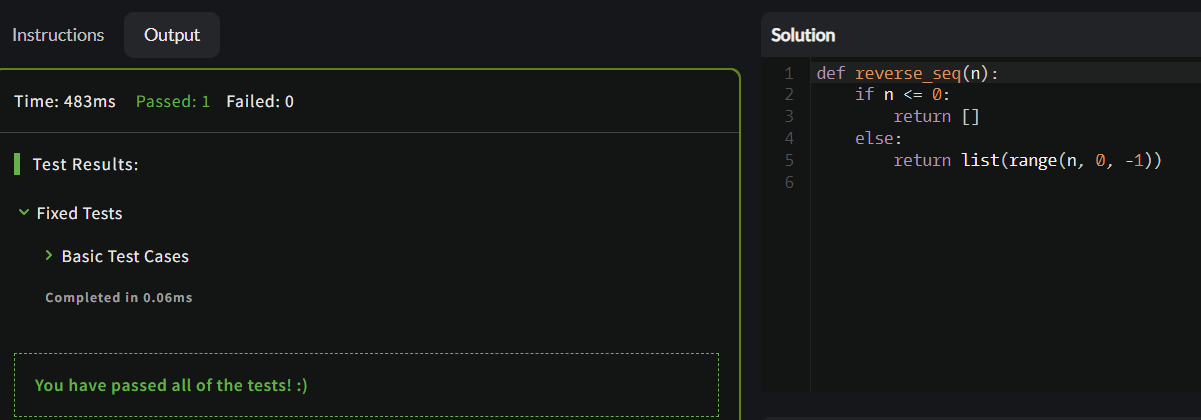 Instructions
Output
Time: 483ms Passed: 1 Failed: 0
Test Results:
Fixed Tests
Basic Test Cases
Completed in 0.06ms
You have passed all of the tests! :)
Solution
1 def reverse_seq(n):
2     if n <= 0:
3         return []
4     else:
5         return list(range(n, 0, -1))
6